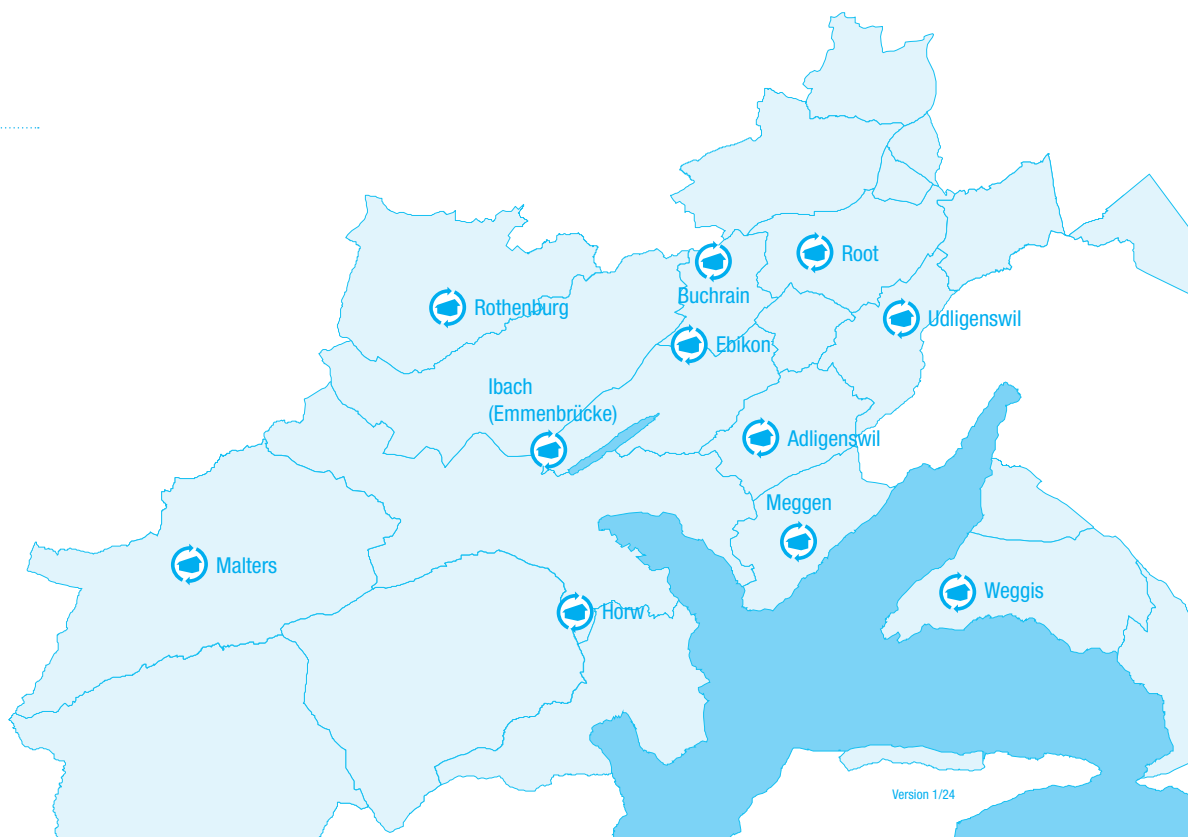 Root
Buchrain
Rothenburg
Udligenswil
Ebikon
Ibach
(Emmenbrücke)
Adligenswil
Meggen
Malters
Weggis
Horw
Version 1/24